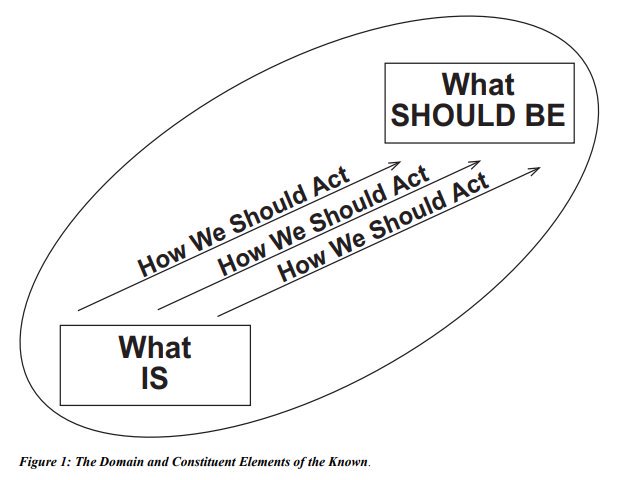 What
SHOULD BE
How We Should Act
How We Should Act
How We Should Act
What
IS
Figure 1: The Domain and Constituent Elements of the Known.